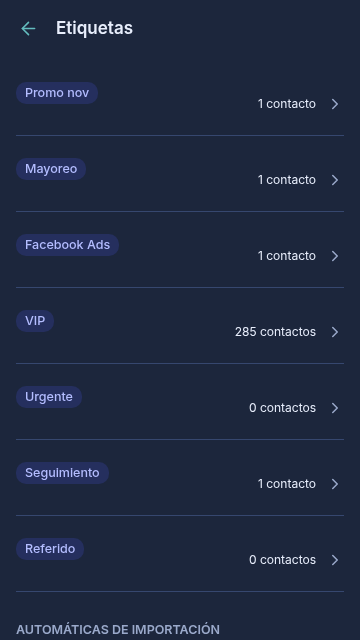 Etiquetas
Promo nov
1 contacto
Mayoreo
1 contacto
Facebook Ads
1 contacto
VIP
285 contactos
Urgente
0 contactos
Seguimiento
1 contacto
Referido
0 contactos
AUTOMÁTICAS DE IMPORTACIÓN